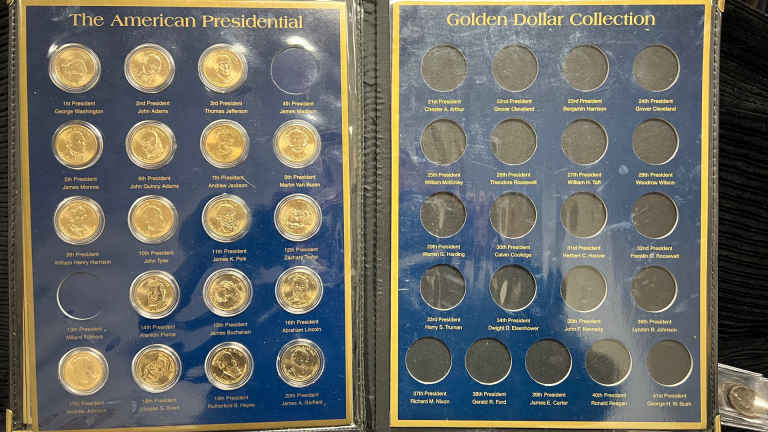 The American Presidential
1st President
George Washington
2nd President
John Adams
3rd President
Thomas Jefferson
4th President
James Madison
5th President
James Monroe
6th President
John Quincy Adams
7th President
Andrew Jackson
8th President
Martin Van Buren
9th President
William Henry Harrison
10th President
John Tyler
11th President
James K. Polk
12th President
Zachary Taylor
13th President
Millard Fillmore
14th President
Franklin Pierce
15th President
James Buchanan
16th President
Abraham Lincoln
17th President
Andrew Johnson
18th President
Ulysses S. Grant
19th President
Rutherford B. Hayes
20th President
James A. Garfield
Golden Dollar Collection
21st President
Chester A. Arthur
22nd President
Grover Cleveland
23rd President
Benjamin Harrison
24th President
Grover Cleveland
25th President
William McKinley
26th President
Theodore Roosevelt
27th President
William H. Taft
28th President
Woodrow Wilson
29th President
Warren G. Harding
30th President
Calvin Coolidge
31st President
Herbert C. Hoover
32nd President
Franklin D. Roosevelt
33rd President
Harry S. Truman
34th President
Dwight D. Eisenhower
35th President
John F. Kennedy
36th President
Lyndon B. Johnson
37th President
Richard M. Nixon
38th President
Gerald R. Ford
39th President
James E. Carter
40th President
Ronald Reagan
41st President
George H. W. Bush